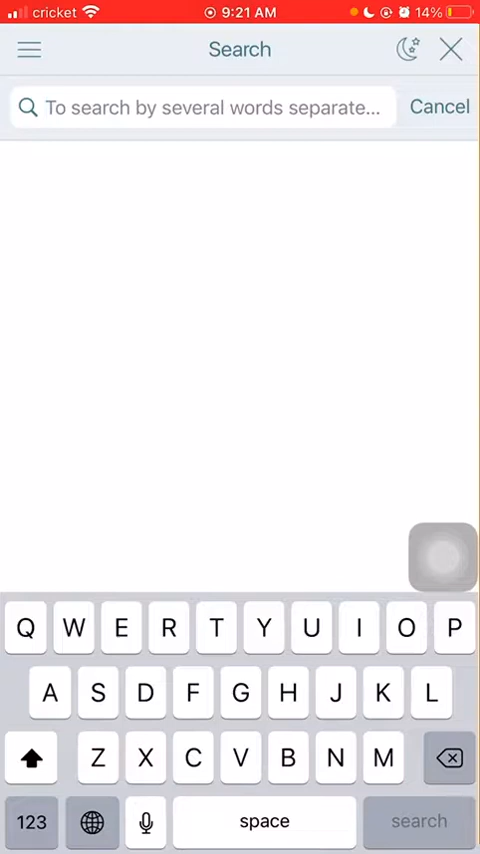 cricket 9:21 AM 14%
Search
To search by several words separate... Cancel
Q W E R T Y U I O P
A S D F G H J K L
Z X C V B N M
123 space search